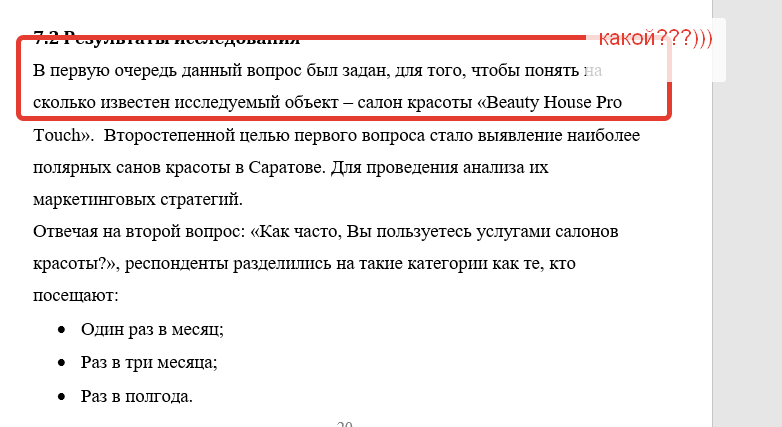 7.2 Результаты исследования
какой???)))
В первую очередь данный вопрос был задан, для того, чтобы понять на
сколько известен исследуемый объект – салон красоты «Beauty House Pro
Touch». Второстепенной целью первого вопроса стало выявление наиболее
полярных санов красоты в Саратове. Для проведения анализа их
маркетинговых стратегий.
Отвечая на второй вопрос: «Как часто, Вы пользуетесь услугами салонов
красоты?», респонденты разделились на такие категории как те, кто
посещают:
• Один раз в месяц;
• Раз в три месяца;
• Раз в полгода.
20